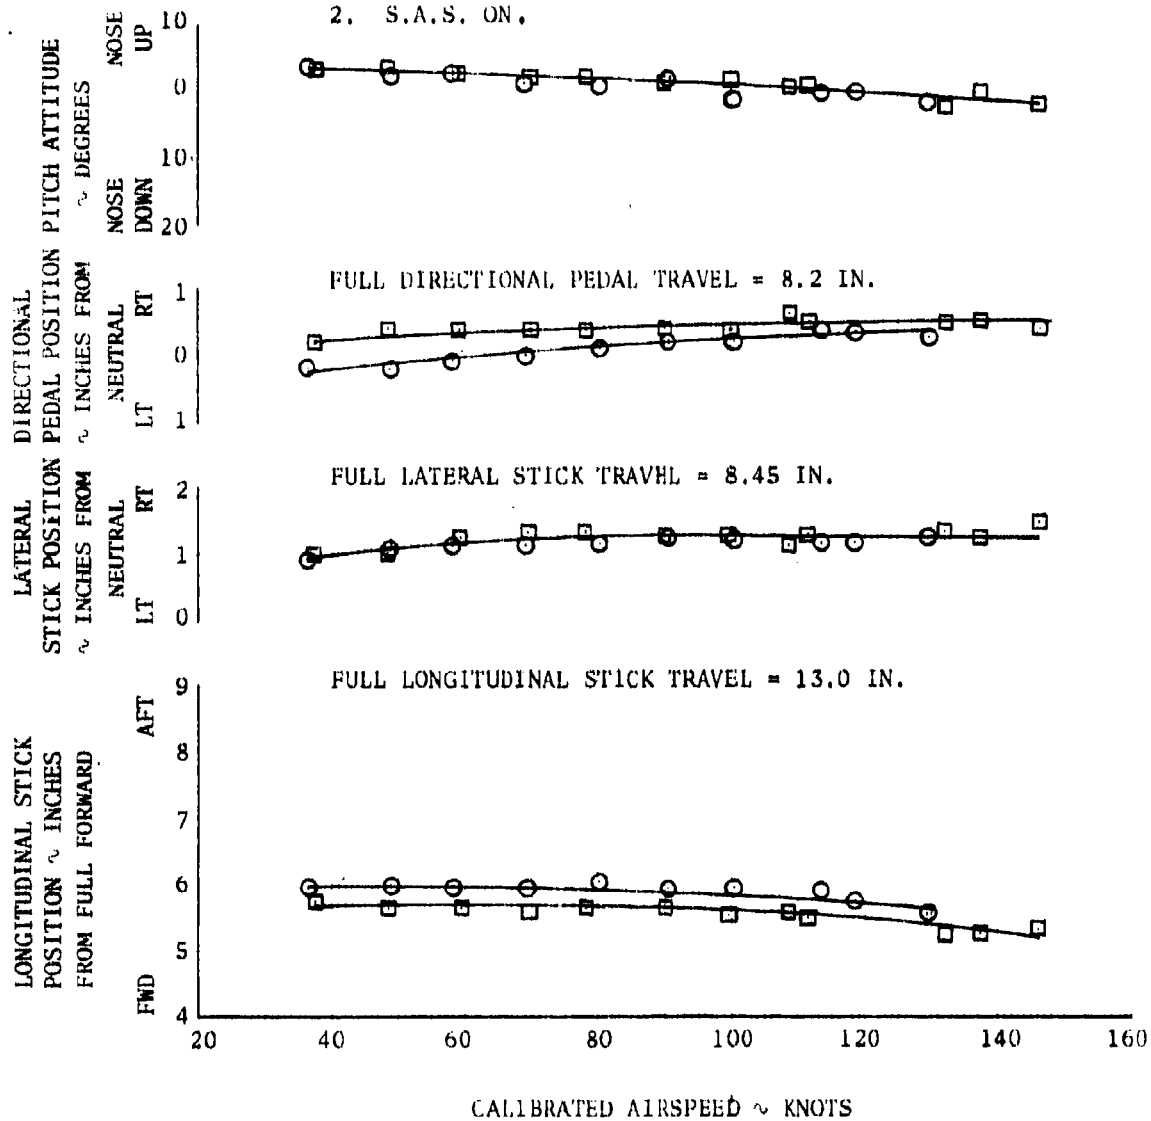 2. S.A.S. ON.
PITCH ATTITUDE
~ DEGREES
NOSE UP
NOSE DOWN
10
0
10
20
FULL DIRECTIONAL PEDAL TRAVEL = 8.2 IN.
DIRECTIONAL
PEDAL POSITION
~ INCHES FROM
NEUTRAL
LT RT
1
0
1
FULL LATERAL STICK TRAVEL = 8.45 IN.
LATERAL
STICK POSITION
~ INCHES FROM
NEUTRAL
LT RT
2
1
0
FULL LONGITUDINAL STICK TRAVEL = 13.0 IN.
LONGITUDINAL STICK
POSITION ~ INCHES
FROM FULL FORWARD
FWD AFT
9
8
7
6
5
4
20 40 60 80 100 120 140 160
CALIBRATED AIRSPEED ~ KNOTS